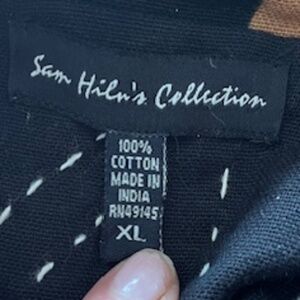 Sam Hilu's Collection
100%
COTTON
MADE IN
INDIA
RN49145
XL